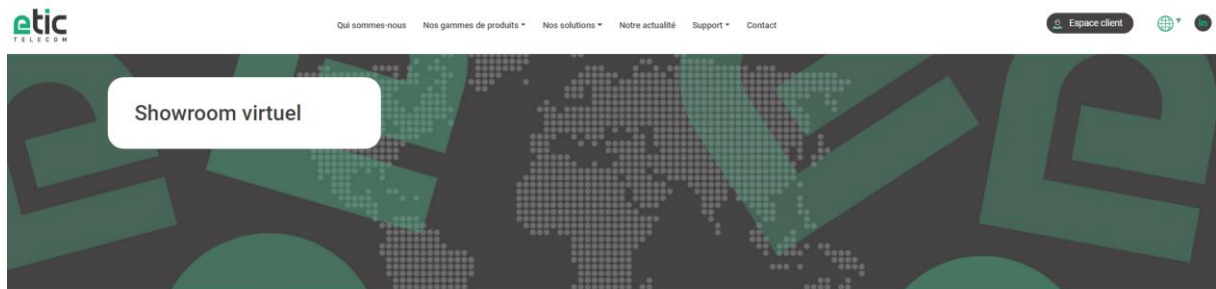 etic
TELECOM
Qui sommes-nous Nos gammes de produits Nos solutions Notre actualité Support Contact
Espace client
in
Showroom virtuel